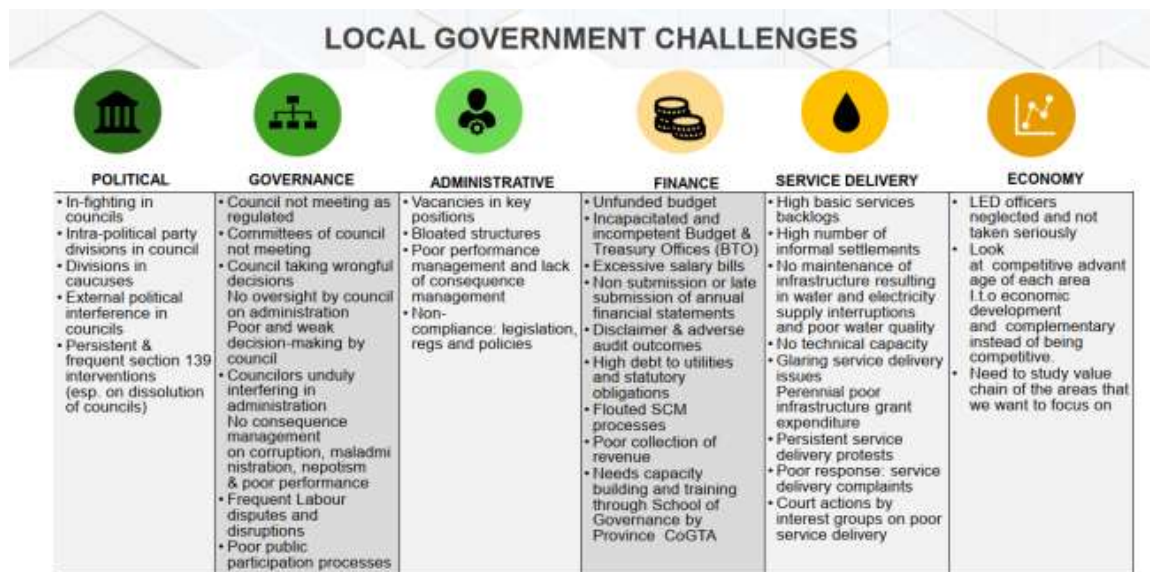 LOCAL GOVERNMENT CHALLENGES
POLITICAL
• In-fighting in
councils
• Intra-political party
divisions in council
• Divisions in
caucuses
• External political
interference in
councils
• Persistent &
frequent section 139
interventions
(esp. on dissolution
of councils)
GOVERNANCE
• Council not meeting as
regulated
• Committees of council
not meeting
• Council taking wrongful
decisions
No oversight by council
on administration
Poor and weak
decision-making by
council
• Councilors unduly
interfering in
administration
No consequence
management
on corruption, maladmi
nistration, nepotism
& poor performance
• Frequent Labour
disputes and
disruptions
• Poor public
participation processes
ADMINISTRATIVE
• Vacancies in key
positions
• Bloated structures
• Poor performance
management and lack
of consequence
management
• Non-
compliance: legislation,
regs and policies
FINANCE
• Unfunded budget
• Incapacitated and
incompetent Budget &
Treasury Offices (BTO)
• Excessive salary bills
• Non submission or late
submission of annual
financial statements
• Disclaimer & adverse
audit outcomes
• High debt to utilities
and statutory
obligations
• Flouted SCM
processes
• Poor collection of
revenue
• Needs capacity
building and training
through School of
Governance by
Province CoGTA
SERVICE DELIVERY
• High basic services
backlogs
• High number of
informal settlements
• No maintenance of
infrastructure resulting
in water and electricity
supply interruptions
and poor water quality
• No technical capacity
• Glaring service delivery
issues
Perennial poor
infrastructure grant
expenditure
• Persistent service
delivery protests
• Poor response: service
delivery complaints
• Court actions by
interest groups on poor
service delivery
ECONOMY
• LED officers
neglected and not
taken seriously
• Look
at competitive advant
age of each area
I.t.o economic
development
and complementary
instead of being
competitive.
• Need to study value
chain of the areas that
we want to focus on